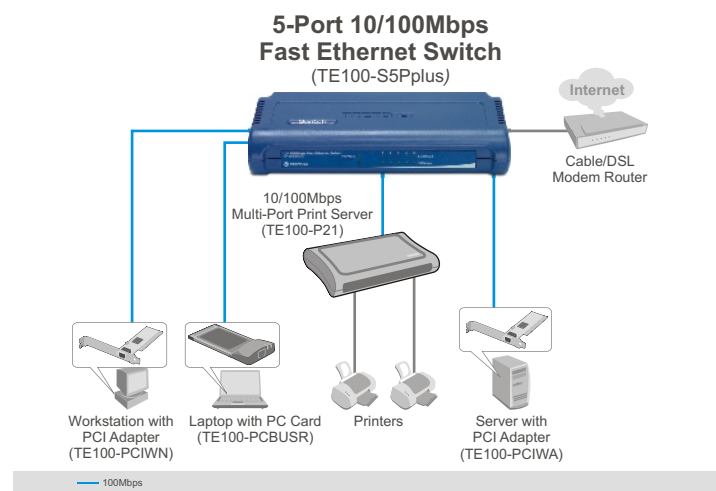 5-Port 10/100Mbps
Fast Ethernet Switch
(TE100-S5Pplus)
Internet
Switch
Cable/DSL
Modem Router
10/100Mbps
Multi-Port Print Server
(TE100-P21)
Workstation with
PCI Adapter
(TE100-PCIWN)
Laptop with PC Card
(TE100-PCBUSR)
Printers
Server with
PCI Adapter
(TE100-PCIWA)
100Mbps